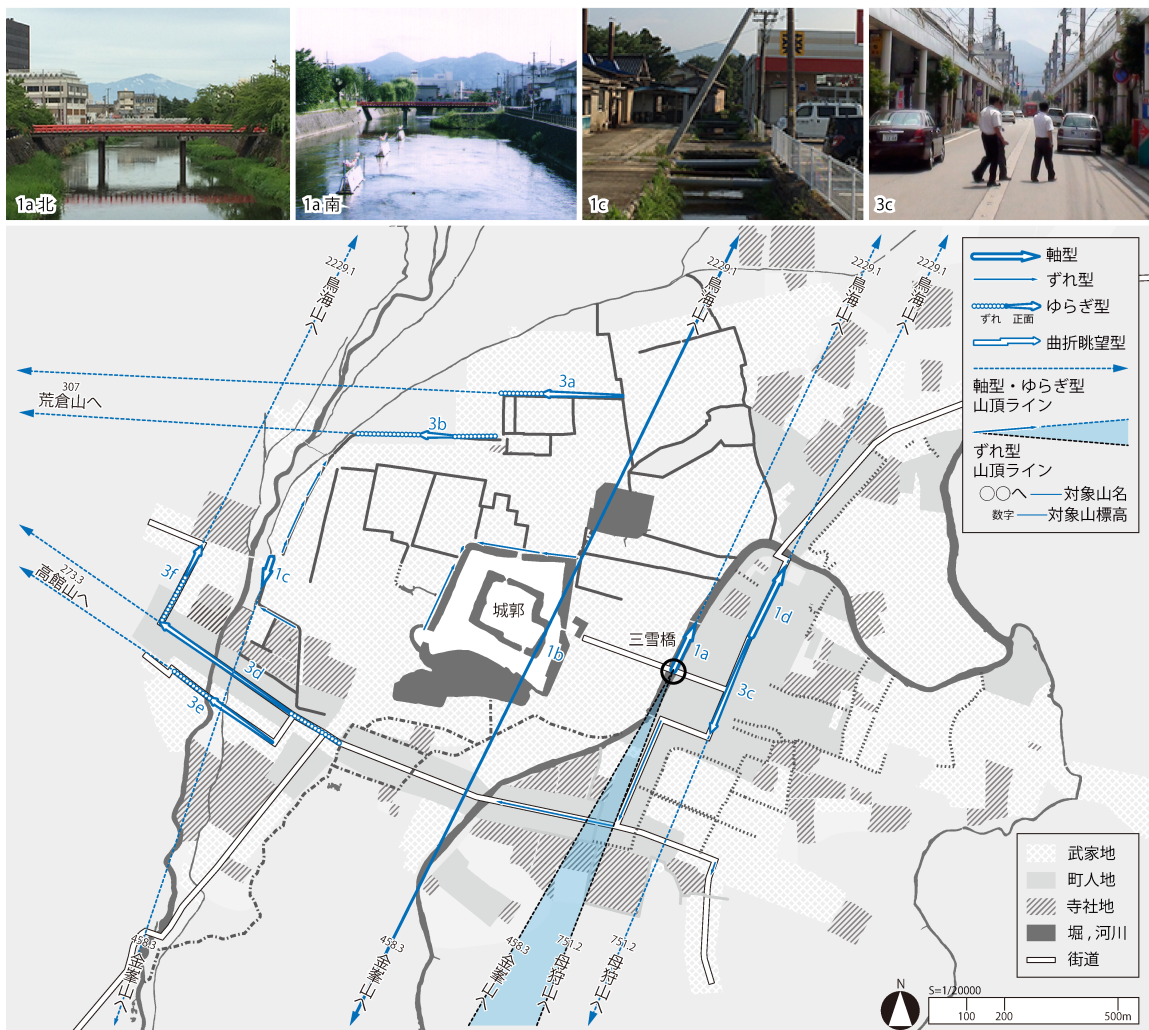 1a 北
1a 南
1c
3c
2229.1
鳥海山へ
2229.1
鳥海山へ
2229.1
鳥海山へ
2229.1
鳥海山へ
軸型
ずれ型
ゆらぎ型
ずれ 正面
曲折眺望型
軸型・ゆらぎ型
山頂ライン
ずれ型
山頂ライン
○○へ 対象山名
数字 対象山標高
307
荒倉山へ
3a
3b
273.3
高館山へ
3f
1c
城郭
1b
三雪橋
1a
1d
3c
3d
3e
458.3
金峯山へ
458.3
金峯山へ
458.3
金峯山へ
751.2
母狩山へ
751.2
母狩山へ
武家地
町人地
寺社地
堀 , 河川
街道
N
S=1/20000
100 200 500m